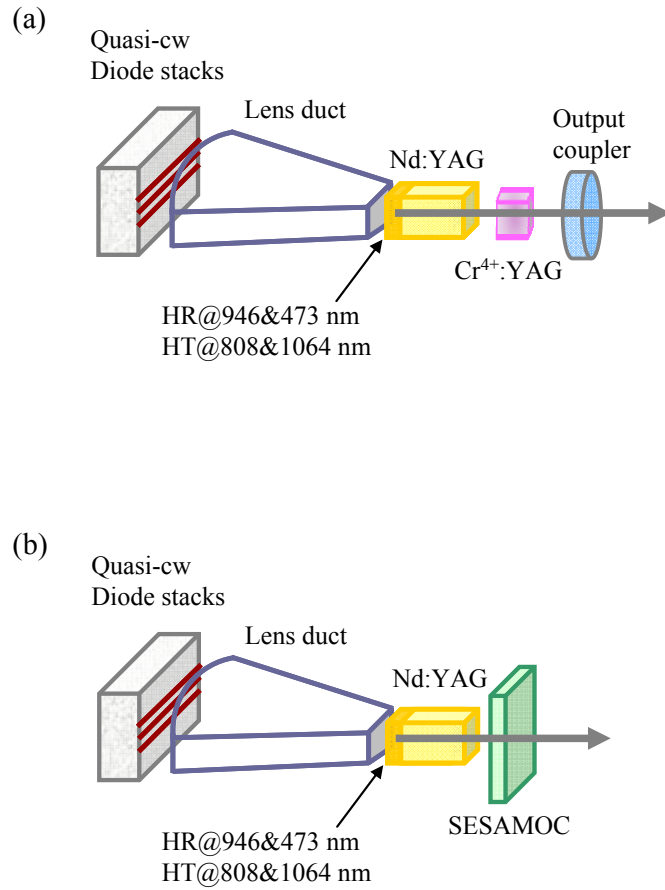 (a)
Quasi-cw
Diode stacks
Lens duct
Nd:YAG
Output
coupler
Cr⁴⁺:YAG
HR@946&473 nm
HT@808&1064 nm
(b)
Quasi-cw
Diode stacks
Lens duct
Nd:YAG
SESAMOC
HR@946&473 nm
HT@808&1064 nm